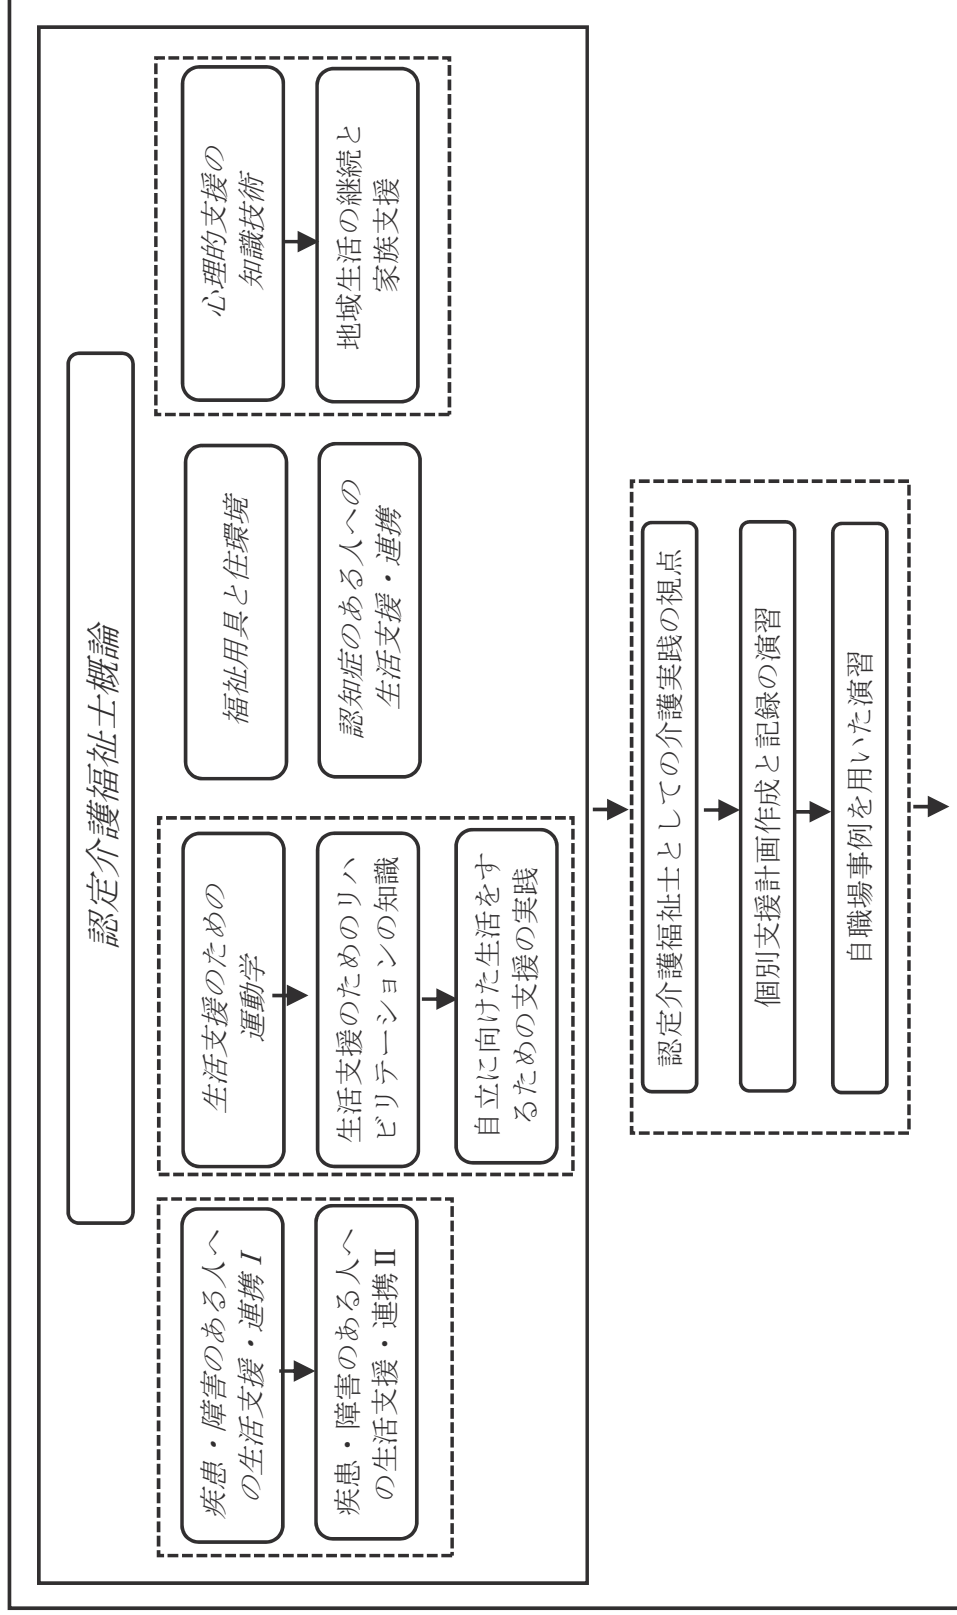 認定介護福祉士概論
疾患・障害のある人へ
の生活支援・連携Ⅰ
疾患・障害のある人へ
の生活支援・連携Ⅱ
生活支援のための
運動学
生活支援のためのリハ
ビリテーションの知識
自立に向けた生活をす
るための支援の実践
福祉用具と住環境
認知症のある人への
生活支援・連携
心理的支援の
知識技術
地域生活の継続と
家族支援
認定介護福祉士としての介護実践の視点
個別支援計画作成と記録の演習
自職場事例を用いた演習